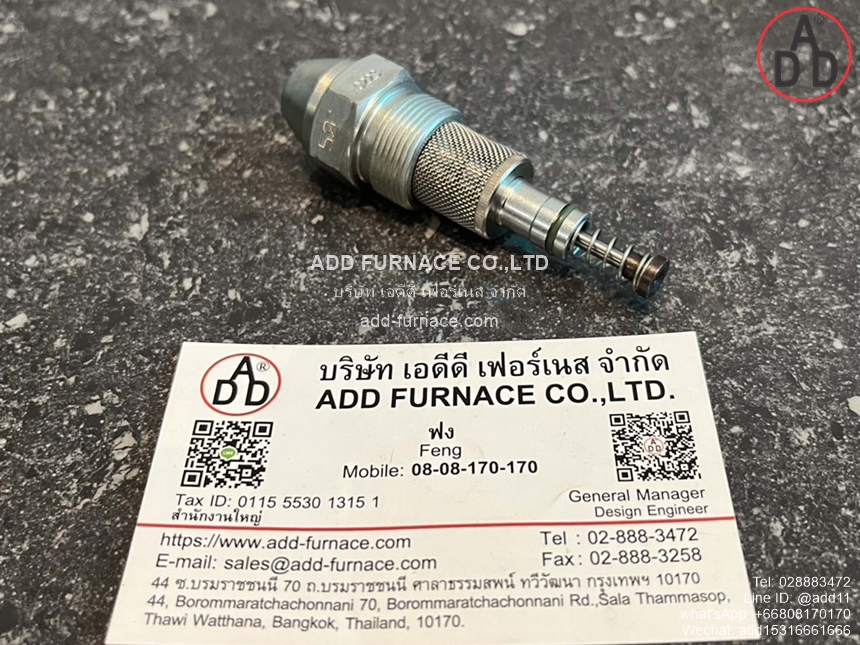 ADD®
ADD FURNACE CO.,LTD
บริษัท เอดีดี เฟอร์เนส จำกัด
add-furnace.com
ADD®
บริษัท เอดีดี เฟอร์เนส จำกัด
ADD FURNACE CO.,LTD.
ฟง
Feng
Mobile: 08-08-170-170
Tax ID: 0115 5530 1315 1
สำนักงานใหญ่
General Manager
Design Engineer
https://www.add-furnace.com
E-mail: sales@add-furnace.com
Tel : 02-888-3472
Fax : 02-888-3258
44 ซ.บรมราชชนนี 70 ถ.บรมราชชนนี ศาลาธรรมสพน์ ทวีวัฒนา กรุงเทพฯ 10170
44, Borommaratchachonnani 70, Borommaratchachonnani Rd.,Sala Thammasop,
Thawi Watthana, Bangkok, Thailand, 10170.
Tel: 028883472
Line ID: @add11
what'sApp: +66808170170
Wechat: add15316661666